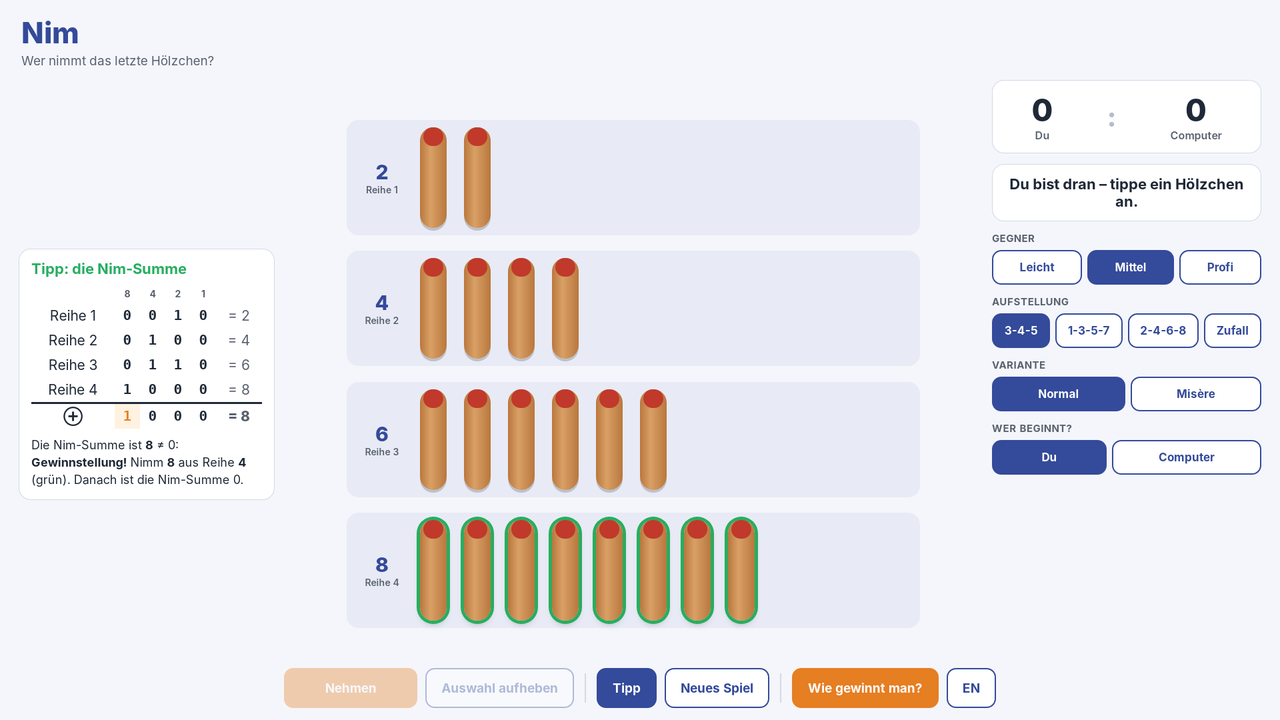 Nim
Wer nimmt das letzte Hölzchen?
Tipp: die Nim-Summe
8 4 2 1
Reihe 1 0 0 1 0 = 2
Reihe 2 0 1 0 0 = 4
Reihe 3 0 1 1 0 = 6
Reihe 4 1 0 0 0 = 8
⊕ 1 0 0 0 = 8
Die Nim-Summe ist 8 ≠ 0:
Gewinnstellung! Nimm 8 aus Reihe 4
(grün). Danach ist die Nim-Summe 0.
2
Reihe 1
4
Reihe 2
6
Reihe 3
8
Reihe 4
0 : 0
Du Computer
Du bist dran – tippe ein Hölzchen
an.
GEGNER
Leicht Mittel Profi
AUFSTELLUNG
3-4-5 1-3-5-7 2-4-6-8 Zufall
VARIANTE
Normal Misère
WER BEGINNT?
Du Computer
Nehmen Auswahl aufheben Tipp Neues Spiel Wie gewinnt man? EN